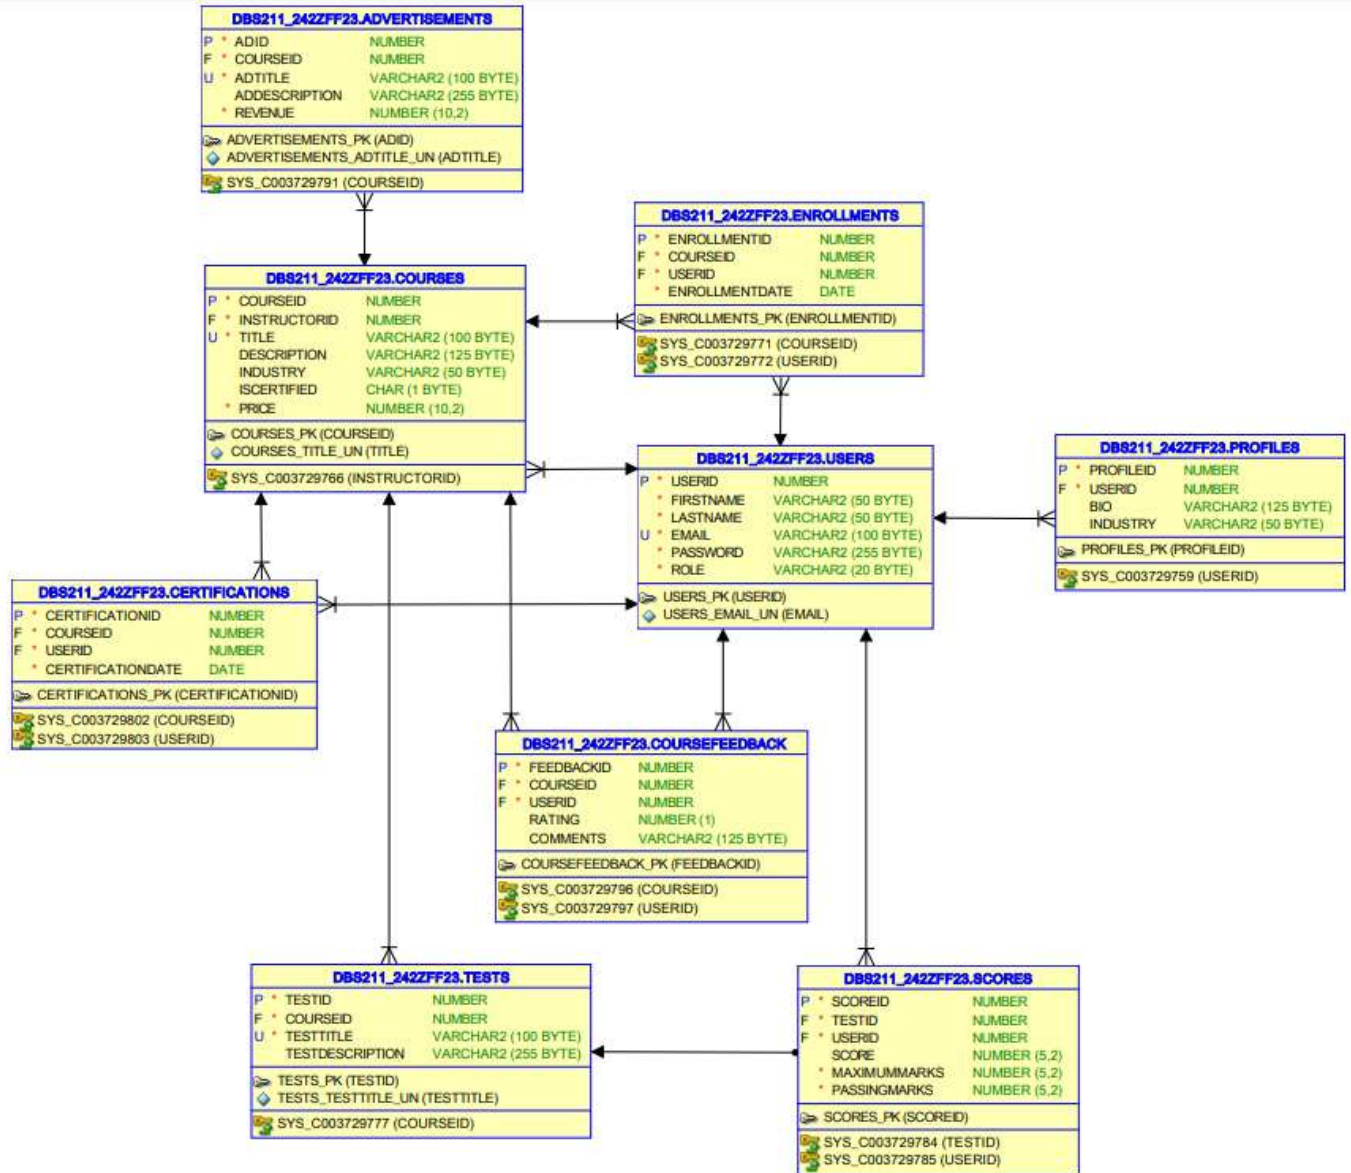 DBS211_242ZFF23.ADVERTISEMENTS
P * ADID NUMBER
F * COURSEID NUMBER
U * ADTITLE VARCHAR2 (100 BYTE)
ADDESCRIPTION VARCHAR2 (255 BYTE)
* REVENUE NUMBER (10,2)
ADVERTISEMENTS_PK (ADID)
ADVERTISEMENTS_ADTITLE_UN (ADTITLE)
SYS_C003729791 (COURSEID)
DBS211_242ZFF23.ENROLLMENTS
P * ENROLLMENTID NUMBER
F * COURSEID NUMBER
F * USERID NUMBER
* ENROLLMENTDATE DATE
ENROLLMENTS_PK (ENROLLMENTID)
SYS_C003729771 (COURSEID)
SYS_C003729772 (USERID)
DBS211_242ZFF23.COURSES
P * COURSEID NUMBER
F * INSTRUCTORID NUMBER
U * TITLE VARCHAR2 (100 BYTE)
DESCRIPTION VARCHAR2 (125 BYTE)
INDUSTRY VARCHAR2 (50 BYTE)
ISCERTIFIED CHAR (1 BYTE)
* PRICE NUMBER (10,2)
COURSES_PK (COURSEID)
COURSES_TITLE_UN (TITLE)
SYS_C003729766 (INSTRUCTORID)
DBS211_242ZFF23.USERS
P * USERID NUMBER
* FIRSTNAME VARCHAR2 (50 BYTE)
* LASTNAME VARCHAR2 (50 BYTE)
U * EMAIL VARCHAR2 (100 BYTE)
* PASSWORD VARCHAR2 (255 BYTE)
* ROLE VARCHAR2 (20 BYTE)
USERS_PK (USERID)
USERS_EMAIL_UN (EMAIL)
DBS211_242ZFF23.PROFILES
P * PROFILEID NUMBER
F * USERID NUMBER
BIO VARCHAR2 (125 BYTE)
INDUSTRY VARCHAR2 (50 BYTE)
PROFILES_PK (PROFILEID)
SYS_C003729759 (USERID)
DBS211_242ZFF23.CERTIFICATIONS
P * CERTIFICATIONID NUMBER
F * COURSEID NUMBER
F * USERID NUMBER
* CERTIFICATIONDATE DATE
CERTIFICATIONS_PK (CERTIFICATIONID)
SYS_C003729802 (COURSEID)
SYS_C003729803 (USERID)
DBS211_242ZFF23.COURSEFEEDBACK
P * FEEDBACKID NUMBER
F * COURSEID NUMBER
F * USERID NUMBER
RATING NUMBER (1)
COMMENTS VARCHAR2 (125 BYTE)
COURSEFEEDBACK_PK (FEEDBACKID)
SYS_C003729796 (COURSEID)
SYS_C003729797 (USERID)
DBS211_242ZFF23.TESTS
P * TESTID NUMBER
F * COURSEID NUMBER
U * TESTTITLE VARCHAR2 (100 BYTE)
TESTDESCRIPTION VARCHAR2 (255 BYTE)
TESTS_PK (TESTID)
TESTS_TESTTITLE_UN (TESTTITLE)
SYS_C003729777 (COURSEID)
DBS211_242ZFF23.SCORES
P * SCOREID NUMBER
F * TESTID NUMBER
F * USERID NUMBER
SCORE NUMBER (5,2)
* MAXIMUMMARKS NUMBER (5,2)
* PASSINGMARKS NUMBER (5,2)
SCORES_PK (SCOREID)
SYS_C003729784 (TESTID)
SYS_C003729785 (USERID)